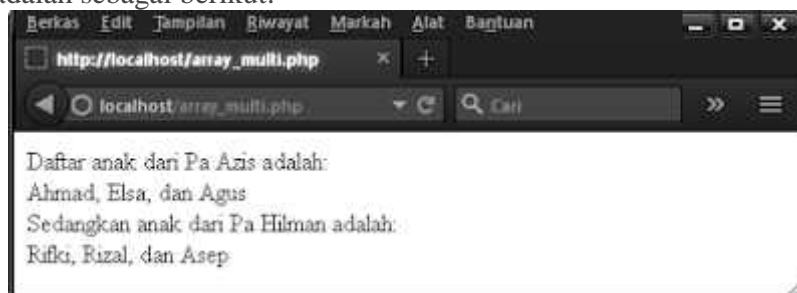 adalah sebagai berikut:
Berkas Edit Tampilan Riwayat Markah Alat Bantuan
http://localhost/array_multi.php
localhost/array_multi.php Cari
Daftar anak dari Pa Azis adalah:
Ahmad, Elsa, dan Agus
Sedangkan anak dari Pa Hilman adalah:
Rifki, Rizal, dan Asep